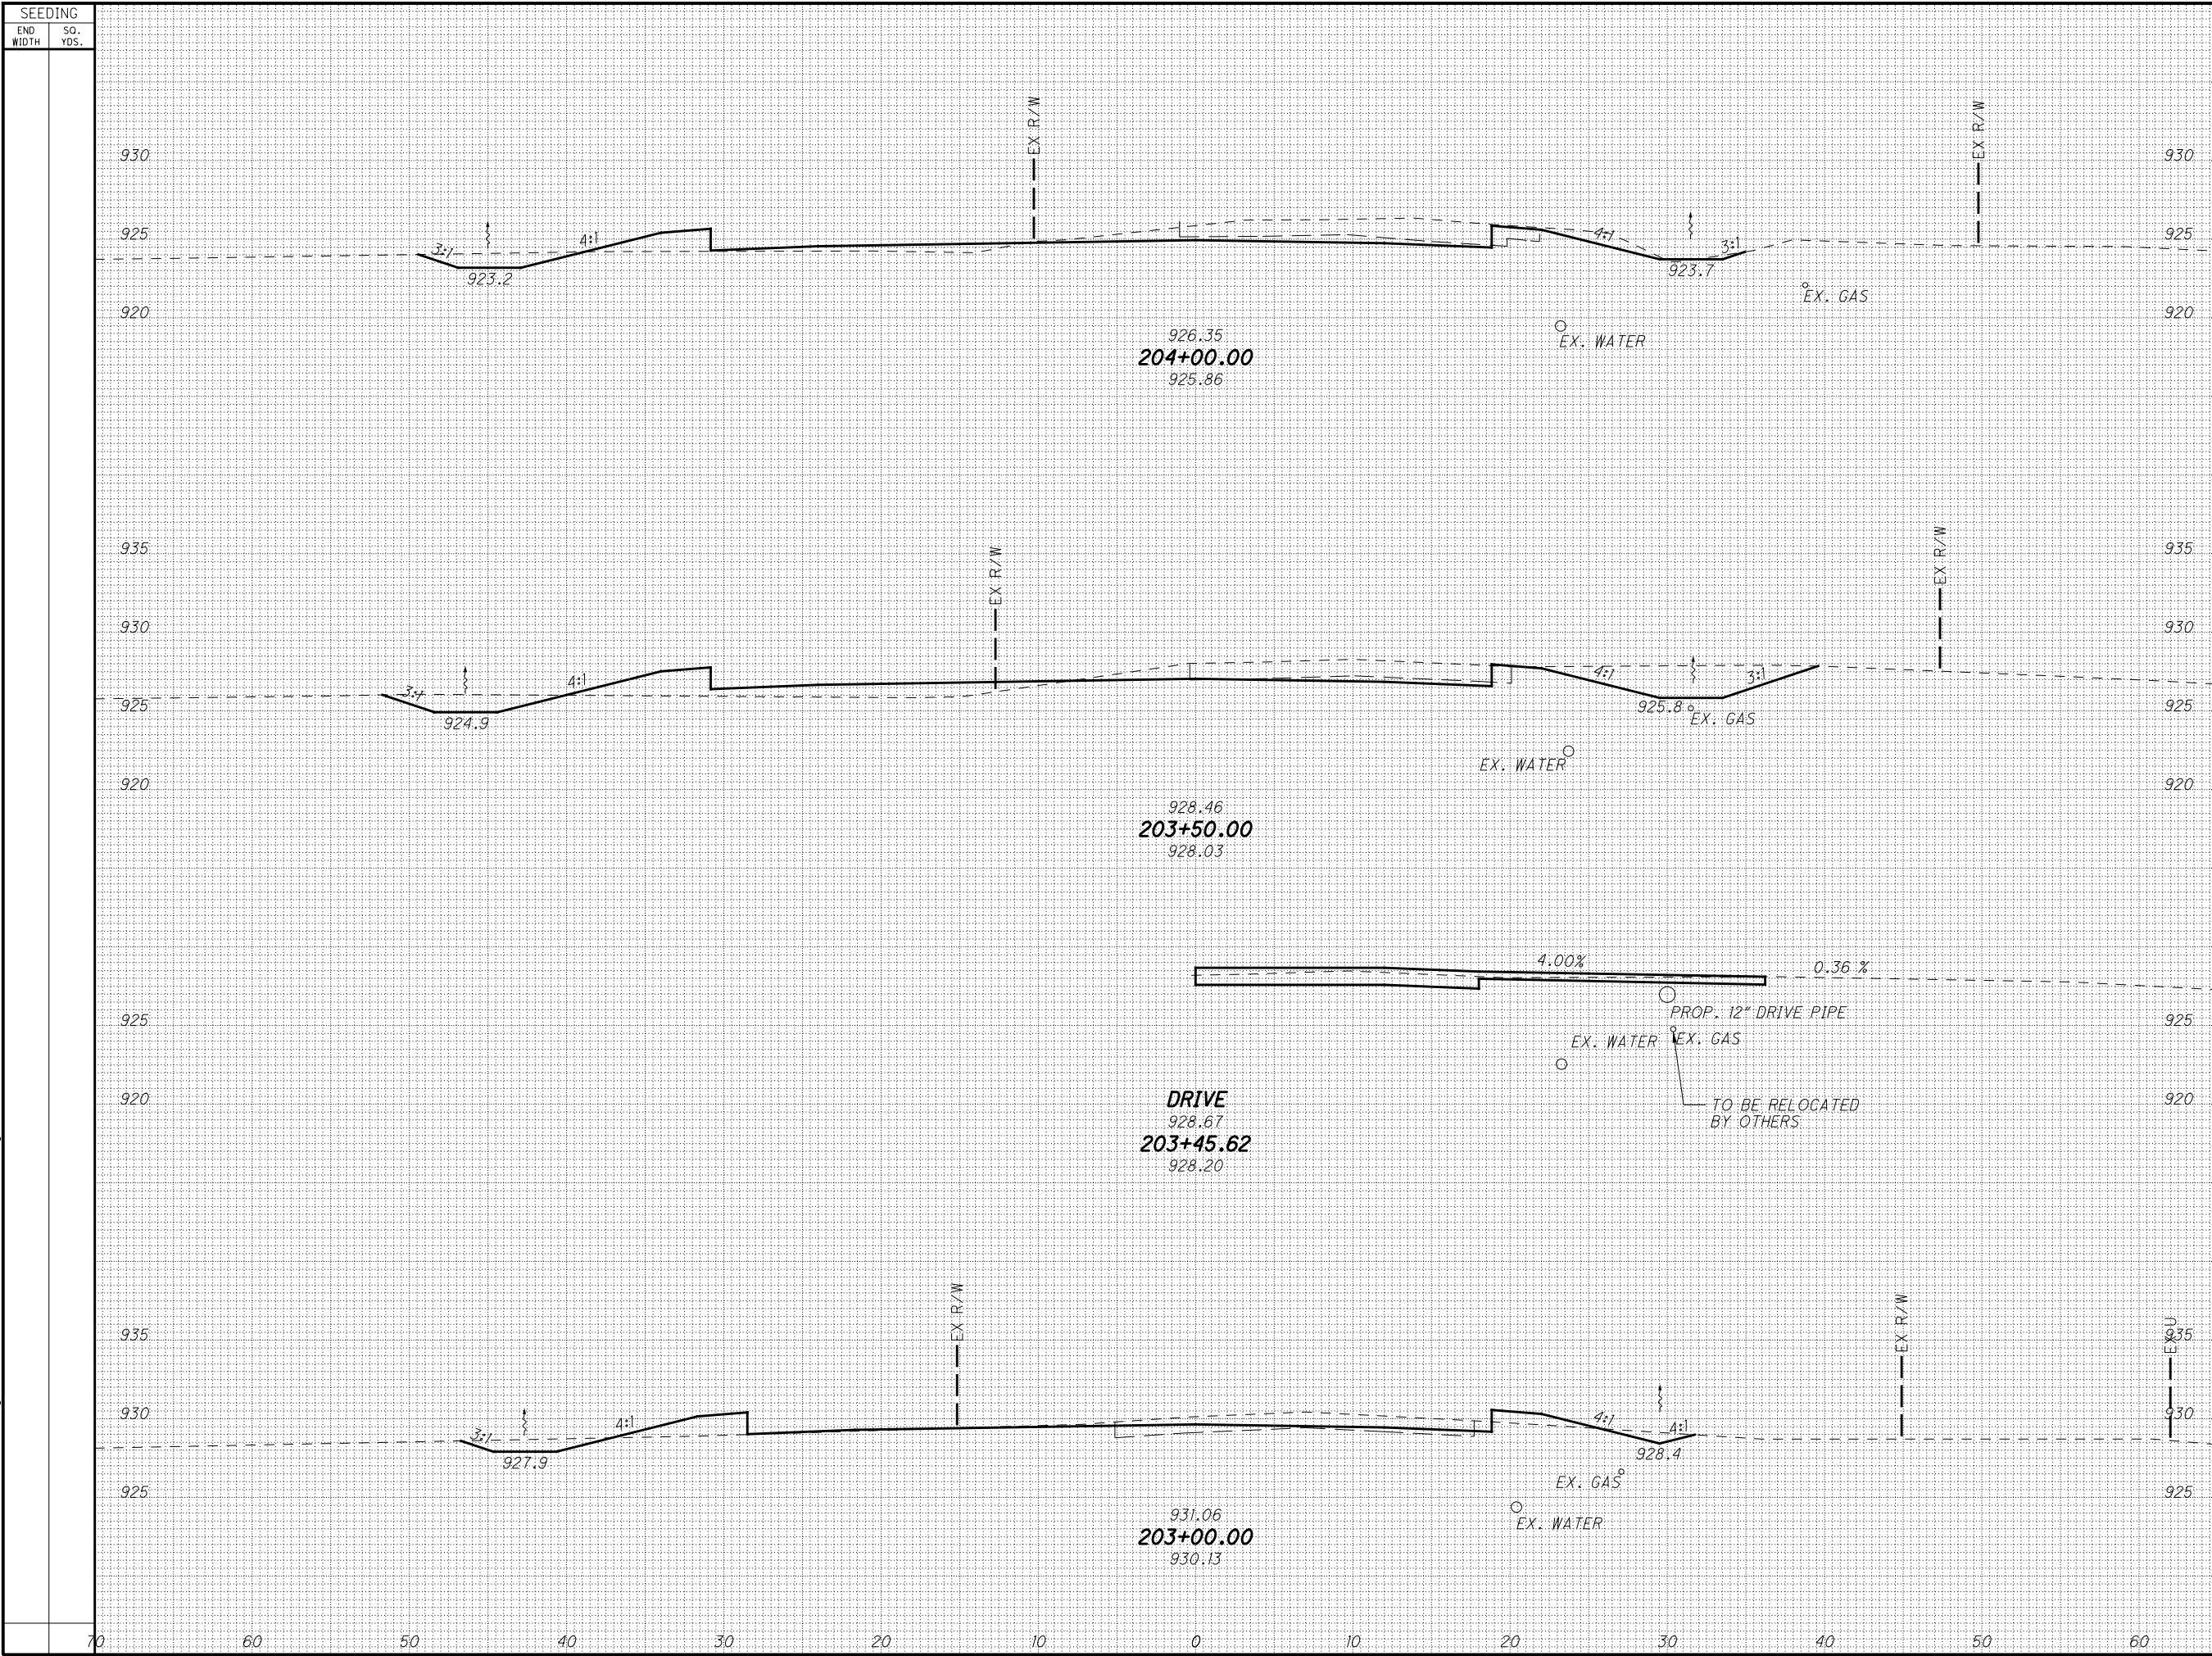 SEEDING
END WIDTH
SQ. YDS.
EX R/W
EX R/W
930
930
925
3:1
4:1
4:1
3:1
925
923.2
923.7
EX. GAS
920
920
926.35
EX. WATER
204+00.00
925.86
EX R/W
EX R/W
935
935
930
930
3:1
4:1
4:1
3:1
925
924.9
925.8
EX. GAS
925
EX. WATER
920
920
928.46
203+50.00
928.03
4.00%
0.36 %
925
PROP. 12" DRIVE PIPE
925
EX. WATER
EX. GAS
920
DRIVE
TO BE RELOCATED
920
928.67
BY OTHERS
203+45.62
928.20
EX R/W
EX R/W
EX U
935
935
930
930
3:1
4:1
4:1
4:1
927.9
928.4
EX. GAS
925
925
931.06
EX. WATER
203+00.00
930.13
70 60 50 40 30 20 10 0 10 20 30 40 50 60